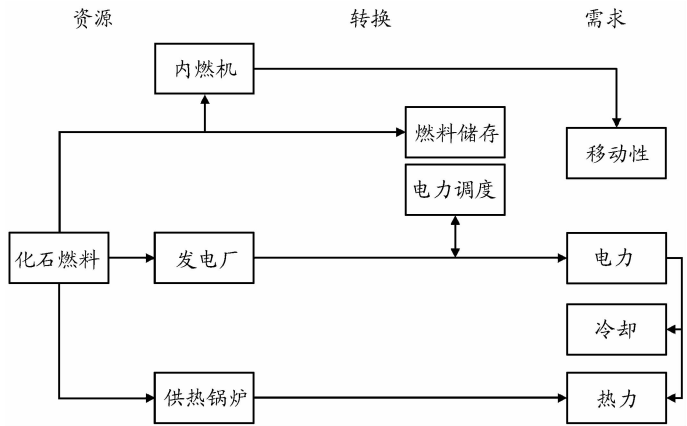 资源
转换
需求
内燃机
燃料储存
移动性
电力调度
化石燃料
发电厂
电力
冷却
供热锅炉
热力